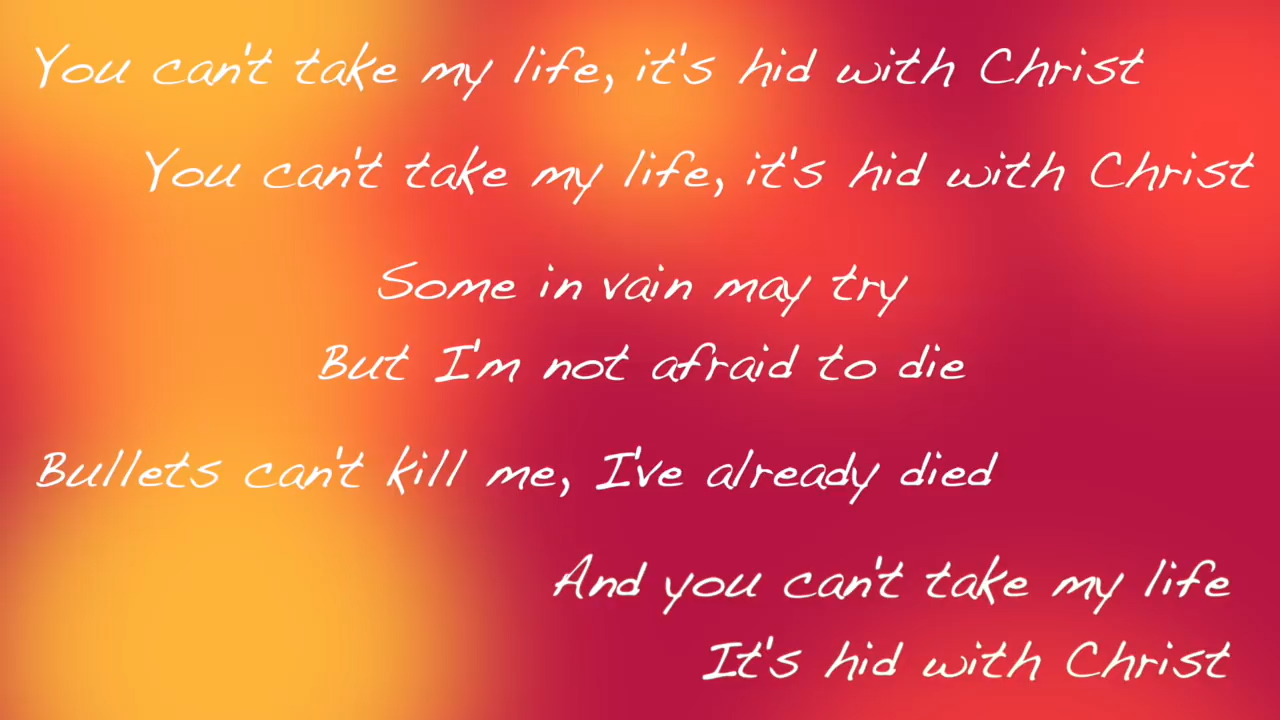 You can't take my life, it's hid with Christ
You can't take my life, it's hid with Christ
Some in vain may try
But I'm not afraid to die
Bullets can't kill me, I've already died
And you can't take my life
It's hid with Christ